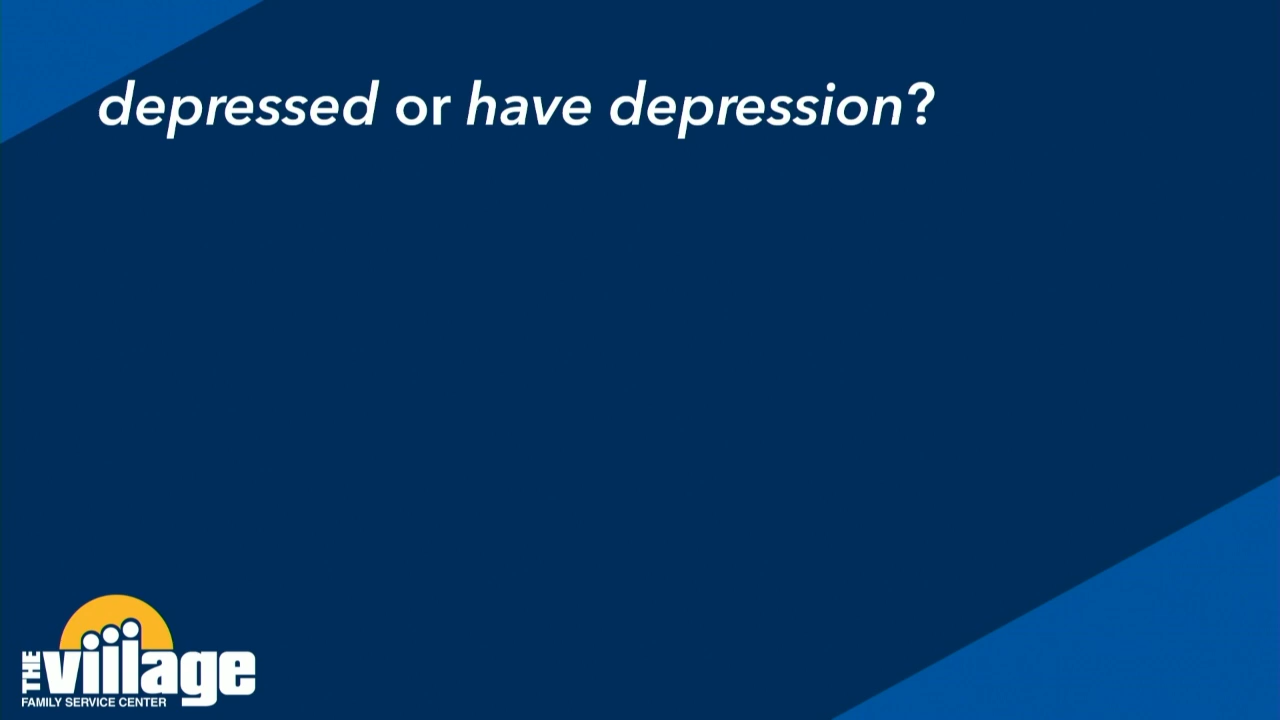 depressed or have depression?
THE village
FAMILY SERVICE CENTER